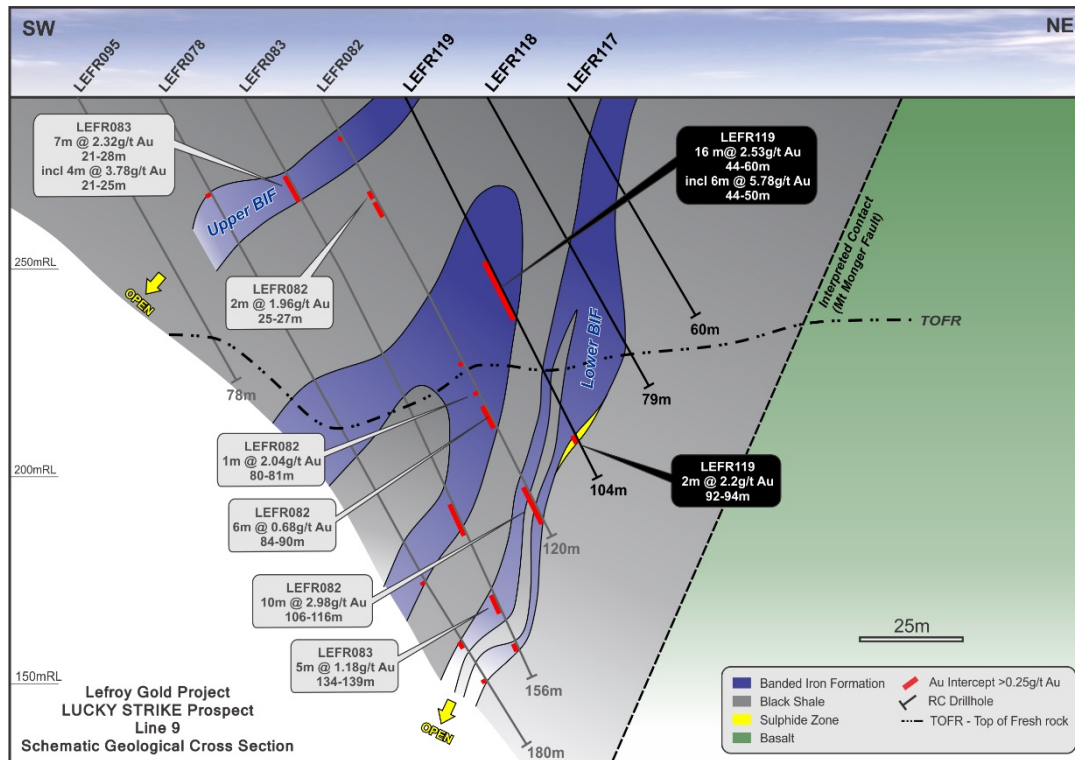 SW
NE
LEFR095
LEFR078
LEFR083
LEFR082
LEFR119
LEFR118
LEFR117
LEFR083
7m @ 2.32g/t Au
21-28m
incl 4m @ 3.78g/t Au
21-25m
LEFR119
16 m@ 2.53g/t Au
44-60m
incl 6m @ 5.78g/t Au
44-50m
Upper BIF
LEFR082
2m @ 1.96g/t Au
25-27m
250mRL
OPEN
Interpreted Contact
(Mt Monger Fault)
60m
TOFR
Lower BIF
78m
79m
LEFR082
1m @ 2.04g/t Au
80-81m
200mRL
104m
LEFR119
2m @ 2.2g/t Au
92-94m
LEFR082
6m @ 0.68g/t Au
84-90m
120m
LEFR082
10m @ 2.98g/t Au
106-116m
LEFR083
5m @ 1.18g/t Au
134-139m
25m
150mRL
156m
OPEN
180m
Lefroy Gold Project
LUCKY STRIKE Prospect
Line 9
Schematic Geological Cross Section
Banded Iron Formation
Black Shale
Sulphide Zone
Basalt
Au Intercept >0.25g/t Au
RC Drillhole
TOFR - Top of Fresh rock